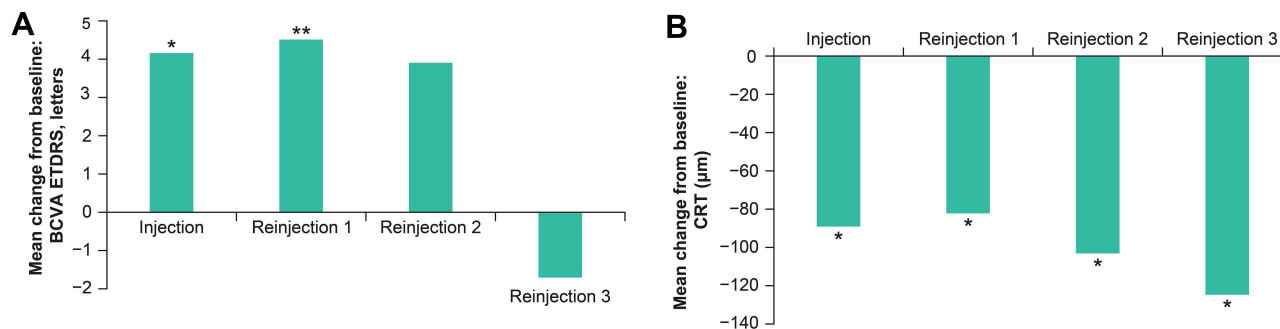 A
Mean change from baseline:
BCVA ETDRS, letters
5
4
3
2
1
0
−1
−2
*
**
Injection
Reinjection 1
Reinjection 2
Reinjection 3
B
Mean change from baseline:
CRT (µm)
Injection
Reinjection 1
Reinjection 2
Reinjection 3
0
−20
−40
−60
−80
−100
−120
−140
*
*
*
*